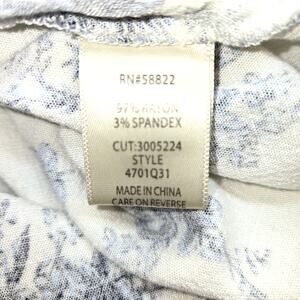 RN#58822
97% RAYON
3% SPANDEX
CUT:3005224
STYLE
4701Q31
MADE IN CHINA
CARE ON REVERSE